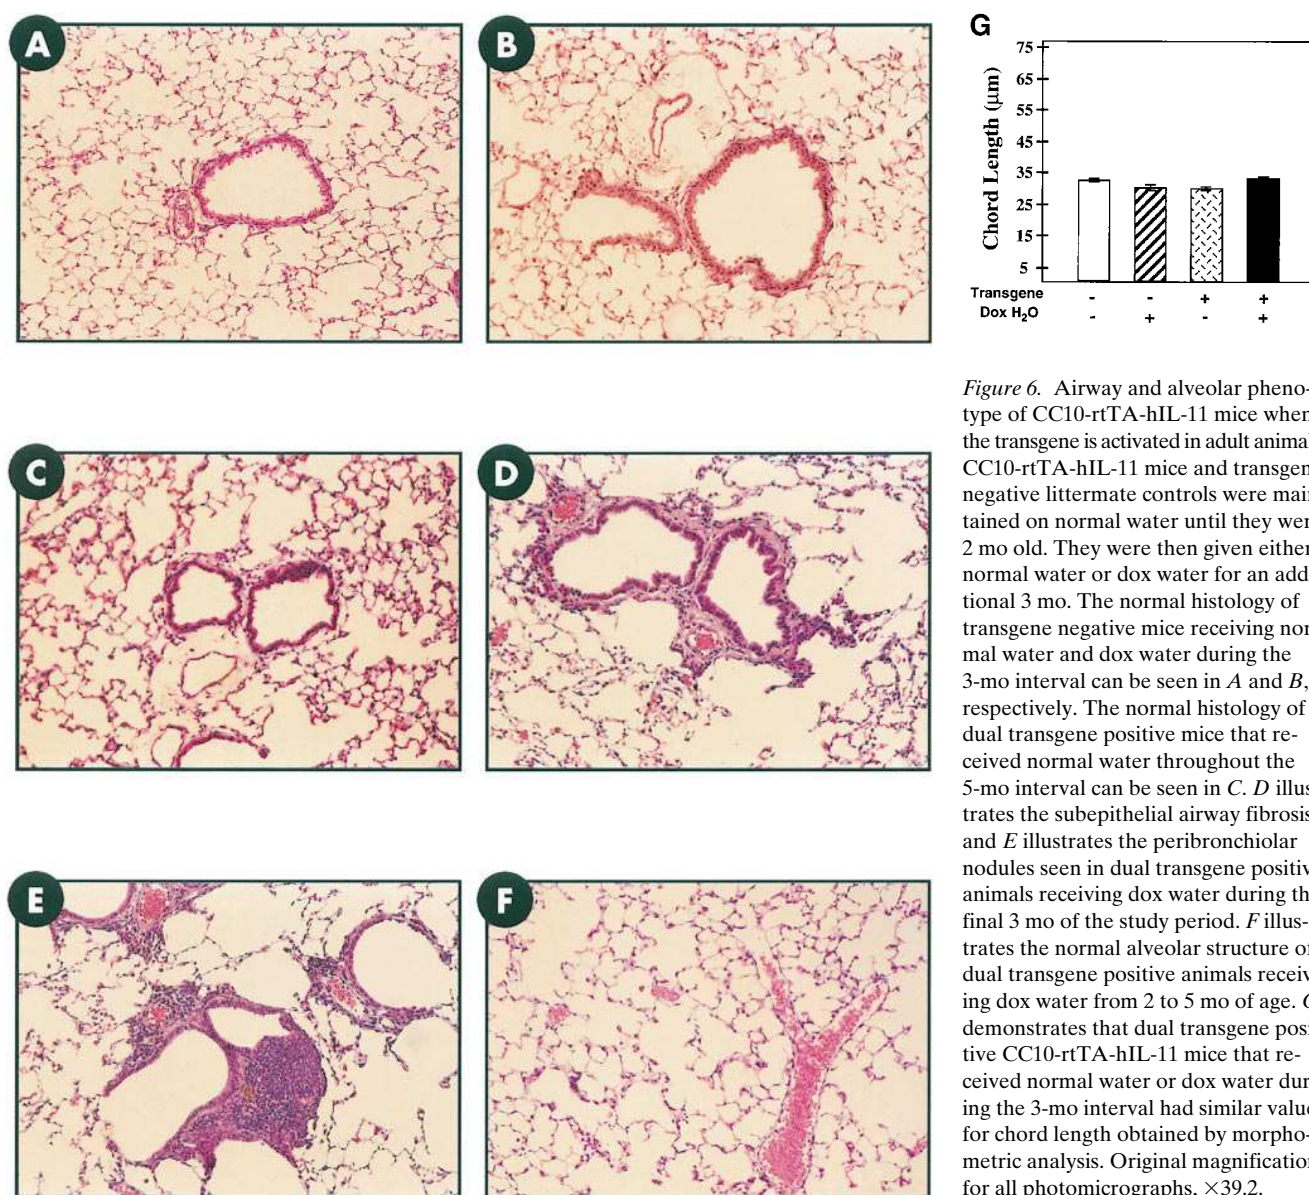 A
B
G
75
65
55
45
35
25
15
5
Chord Length (μm)
Transgene - - + +
Dox H₂O - + - +
C
D
E
F
Figure 6. Airway and alveolar pheno-
type of CC10-rtTA-hIL-11 mice when
the transgene is activated in adult animal
CC10-rtTA-hIL-11 mice and transgen
negative littermate controls were main
tained on normal water until they wer
2 mo old. They were then given either
normal water or dox water for an add
tional 3 mo. The normal histology of
transgene negative mice receiving nor
mal water and dox water during the
3-mo interval can be seen in A and B,
respectively. The normal histology of
dual transgene positive mice that re-
ceived normal water throughout the
5-mo interval can be seen in C. D illus
trates the subepithelial airway fibrosis
and E illustrates the peribronchiolar
nodules seen in dual transgene positiv
animals receiving dox water during th
final 3 mo of the study period. F illus-
trates the normal alveolar structure of
dual transgene positive animals receiv
ing dox water from 2 to 5 mo of age.
demonstrates that dual transgene posi
tive CC10-rtTA-hIL-11 mice that re-
ceived normal water or dox water dur
ing the 3-mo interval had similar value
for chord length obtained by morpho-
metric analysis. Original magnification
for all photomicrographs, ×39.2.